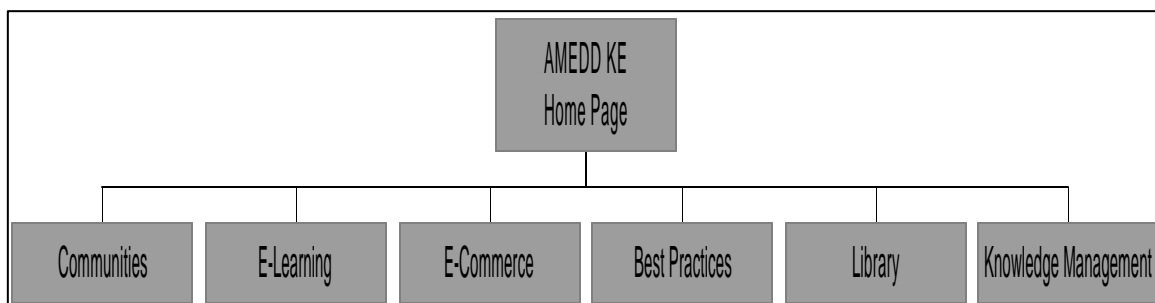 AMEDD KE
Home Page
Communities
E-Learning
E-Commerce
Best Practices
Library
Knowledge Management